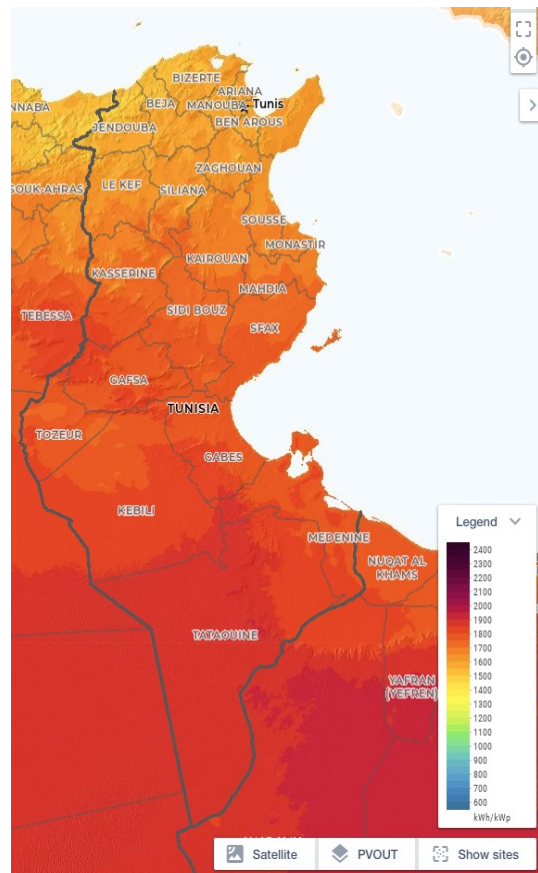 BIZERTE
ARIANA
NNABA
BEJA
MANOUBA
Tunis
JENDOUBA
BEN AROUS
ZAGHOUAN
SOUK-AHRAS
LE KEF
SILIANA
SOUSSE
MONASTIR
KAIROUAN
KASSERINE
MAHDIA
TEBESSA
SIDI BOUZ
SFAX
GAFSA
TUNISIA
TOZEUR
GABES
KEBILI
MEDENINE
NUQAT AL
KHAMS
TATAOUINE
YAFRAN
(YEFREN)
Legend
2400
2300
2200
2100
2000
1900
1800
1700
1600
1500
1400
1300
1200
1100
1000
900
800
700
600
kWh/kWp
Satellite
PVOUT
Show sites